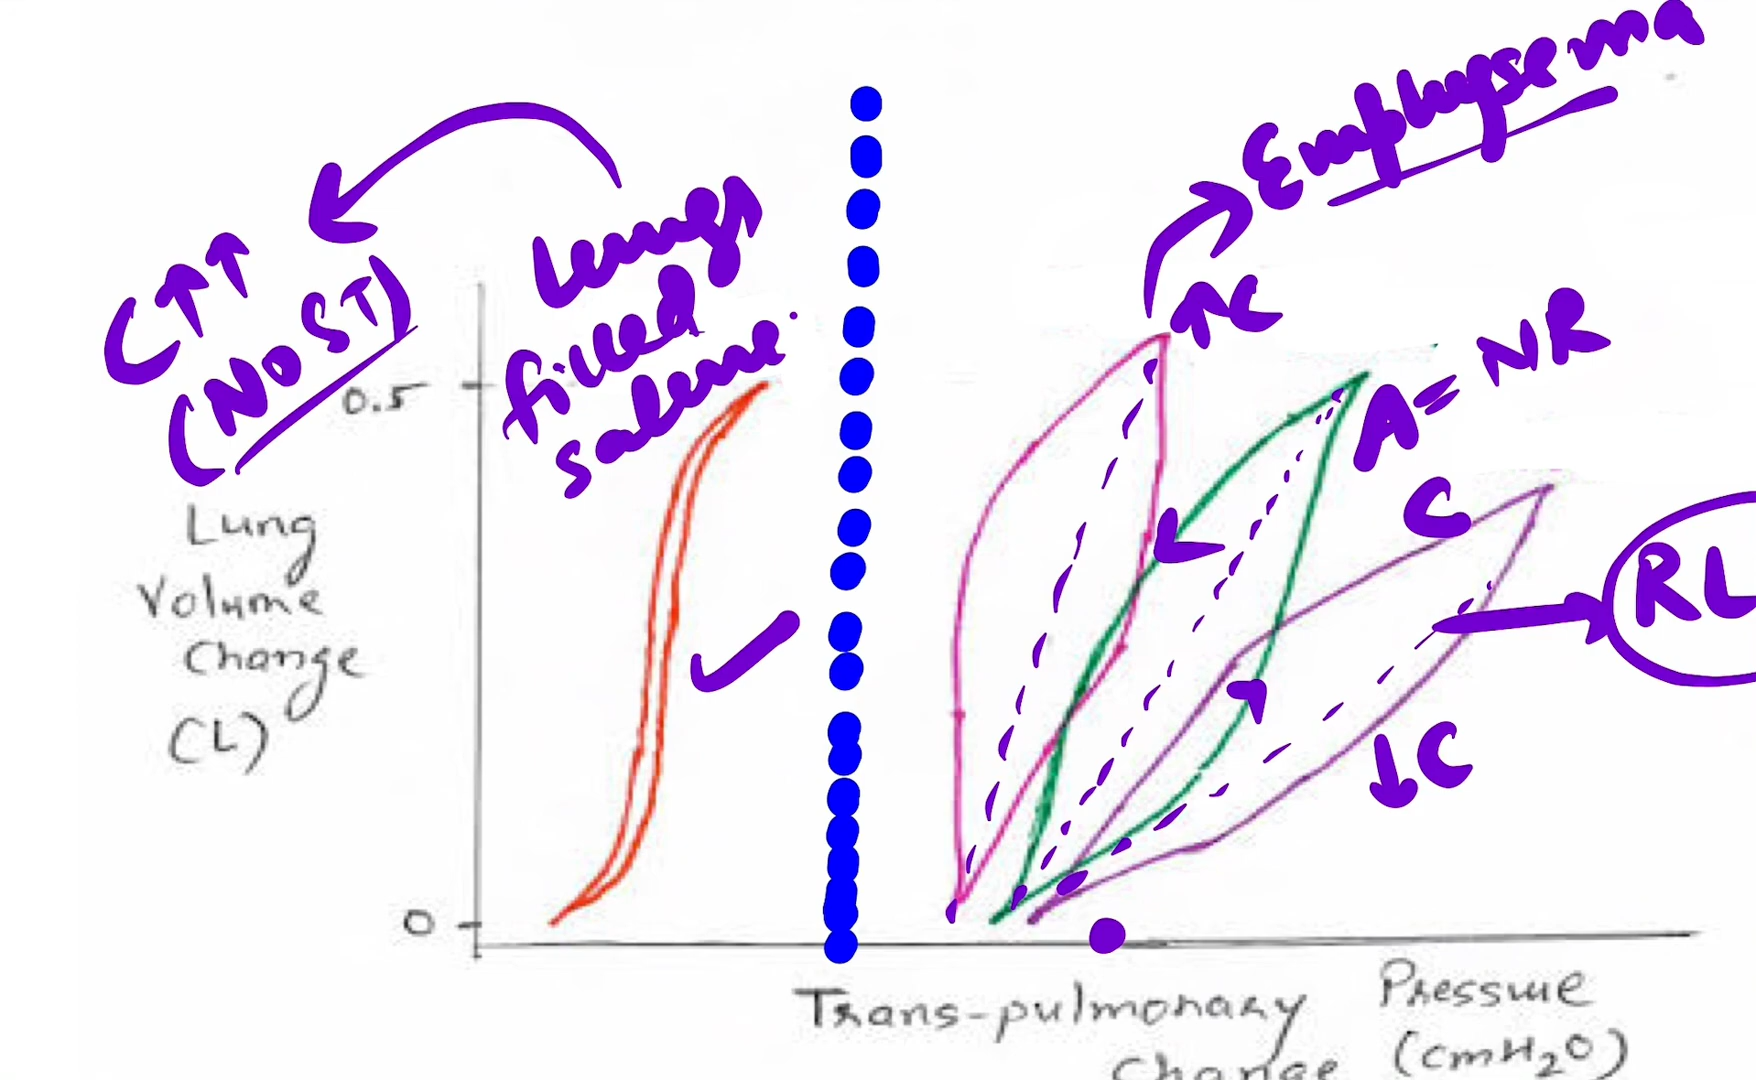 Emphysema
Lungs
filled
saline
C↑↑
(NO ST)
↑C
A = NR
0.5
C
RL
Lung
Volume
Change
(L)
↓C
0
Trans-pulmonary Pressure
Change (cmH₂O)